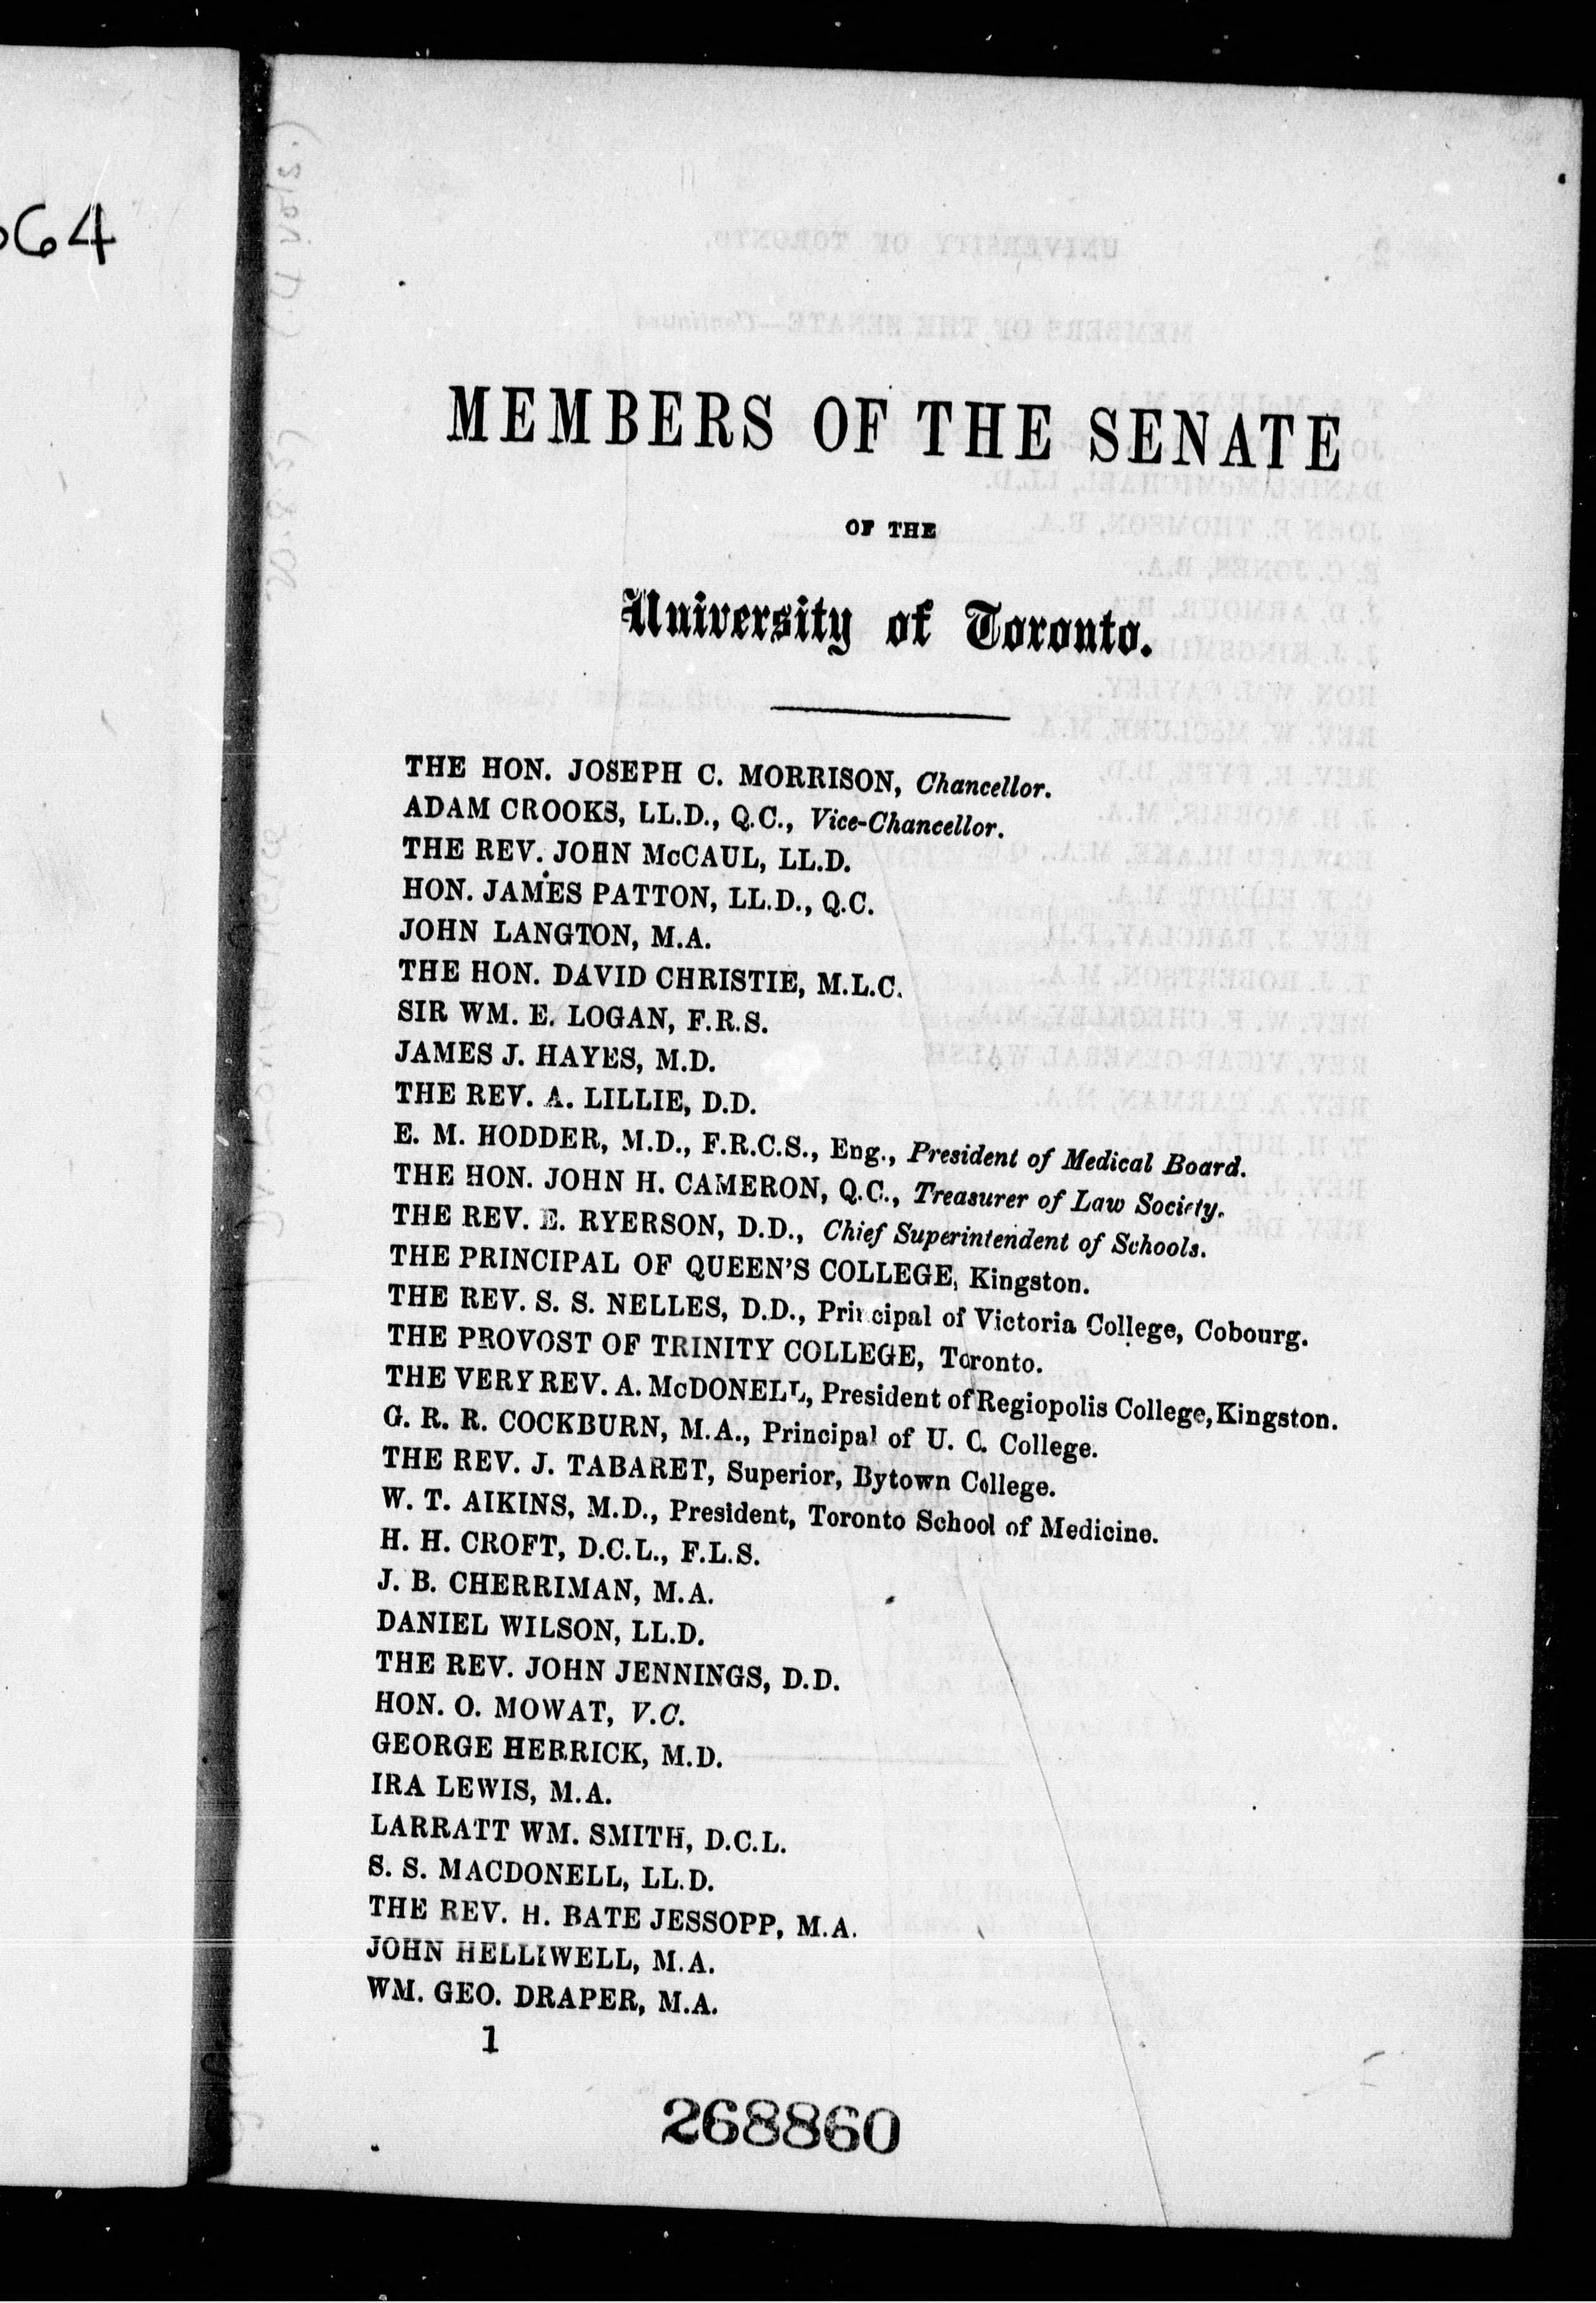 MEMBERS OF THE SENATE
OF THE
University of Toronto.
THE HON. JOSEPH C. MORRISON, Chancellor.
ADAM CROOKS, LL.D., Q.C., Vice-Chancellor.
THE REV. JOHN McCAUL, LL.D.
HON. JAMES PATTON, LL.D., Q.C.
JOHN LANGTON, M.A.
THE HON. DAVID CHRISTIE, M.L.C.
SIR WM. E. LOGAN, F.R.S.
JAMES J. HAYES, M.D.
THE REV. A. LILLIE, D.D.
E. M. HODDER, M.D., F.R.C.S., Eng., President of Medical Board.
THE HON. JOHN H. CAMERON, Q.C., Treasurer of Law Society.
THE REV. E. RYERSON, D.D., Chief Superintendent of Schools.
THE PRINCIPAL OF QUEEN'S COLLEGE, Kingston.
THE REV. S. S. NELLES, D.D., Principal of Victoria College, Cobourg.
THE PROVOST OF TRINITY COLLEGE, Toronto.
THE VERY REV. A. McDONELL, President of Regiopolis College, Kingston.
G. R. R. COCKBURN, M.A., Principal of U. C. College.
THE REV. J. TABARET, Superior, Bytown College.
W. T. AIKINS, M.D., President, Toronto School of Medicine.
H. H. CROFT, D.C.L., F.L.S.
J. B. CHERRIMAN, M.A.
DANIEL WILSON, LL.D.
THE REV. JOHN JENNINGS, D.D.
HON. O. MOWAT, V.C.
GEORGE HERRICK, M.D.
IRA LEWIS, M.A.
LARRATT WM. SMITH, D.C.L.
S. S. MACDONELL, LL.D.
THE REV. H. BATE JESSOPP, M.A.
JOHN HELLIWELL, M.A.
WM. GEO. DRAPER, M.A.
1
268860